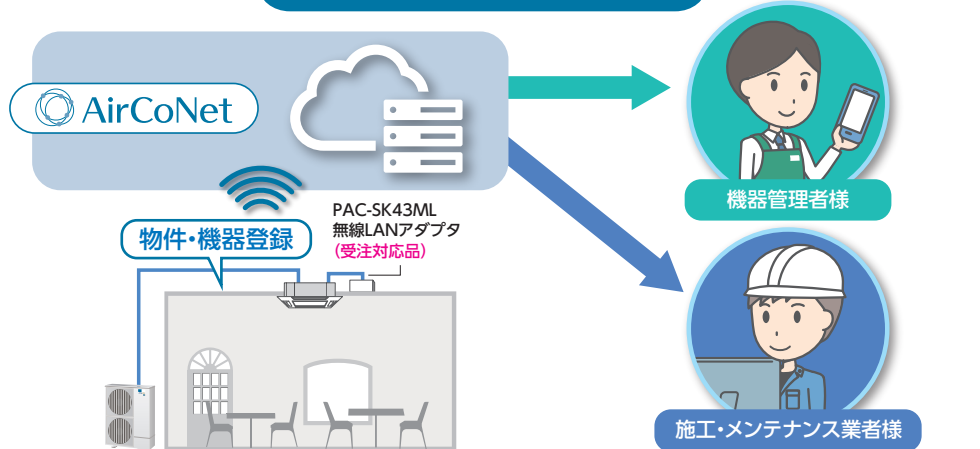 AirCoNet
機器管理者様
PAC-SK43ML
無線LANアダプタ
(受注対応品)
物件・機器登録
施工・メンテナンス業者様